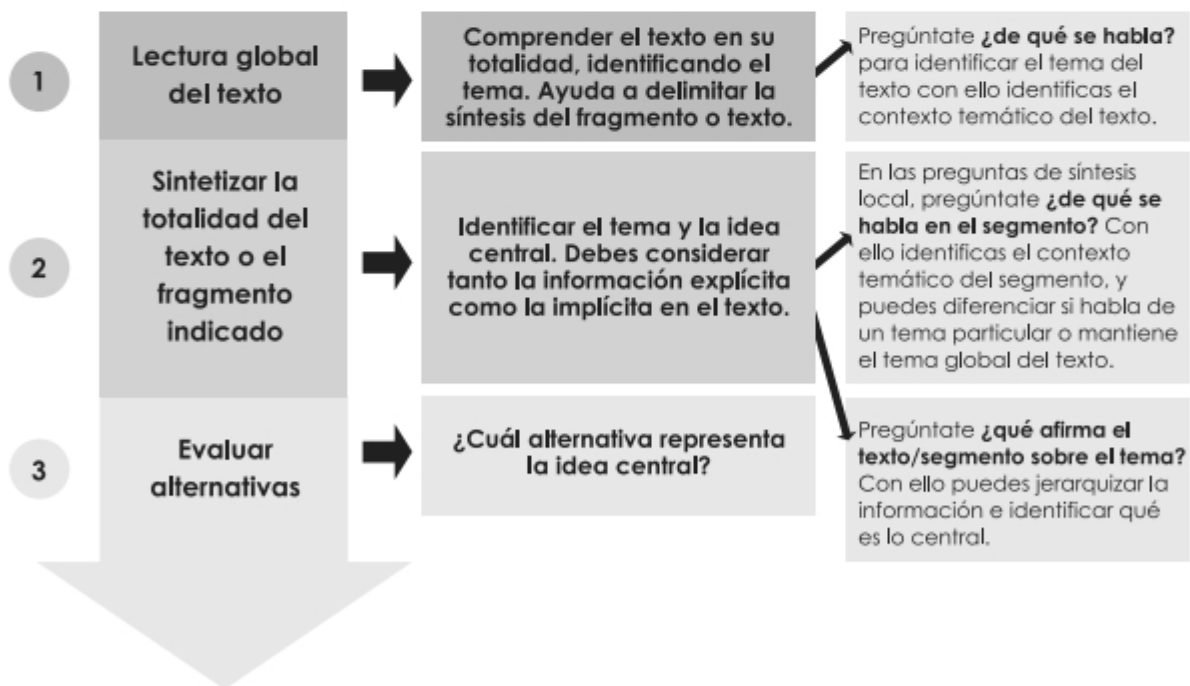 1
Lectura global
del texto
Comprender el texto en su
totalidad, identificando el
tema. Ayuda a delimitar la
síntesis del fragmento o texto.
Pregúntate ¿de qué se habla?
para identificar el tema del
texto con ello identificas el
contexto temático del texto.
2
Sintetizar la
totalidad del
texto o el
fragmento
indicado
Identificar el tema y la idea
central. Debes considerar
tanto la información explícita
como la implícita en el texto.
En las preguntas de síntesis
local, pregúntate ¿de qué se
habla en el segmento? Con
ello identificas el contexto
temático del segmento, y
puedes diferenciar si habla de
un tema particular o mantiene
el tema global del texto.
Pregúntate ¿qué afirma el
texto/segmento sobre el tema?
Con ello puedes jerarquizar la
información e identificar qué
es lo central.
3
Evaluar
alternativas
¿Cuál alternativa representa
la idea central?